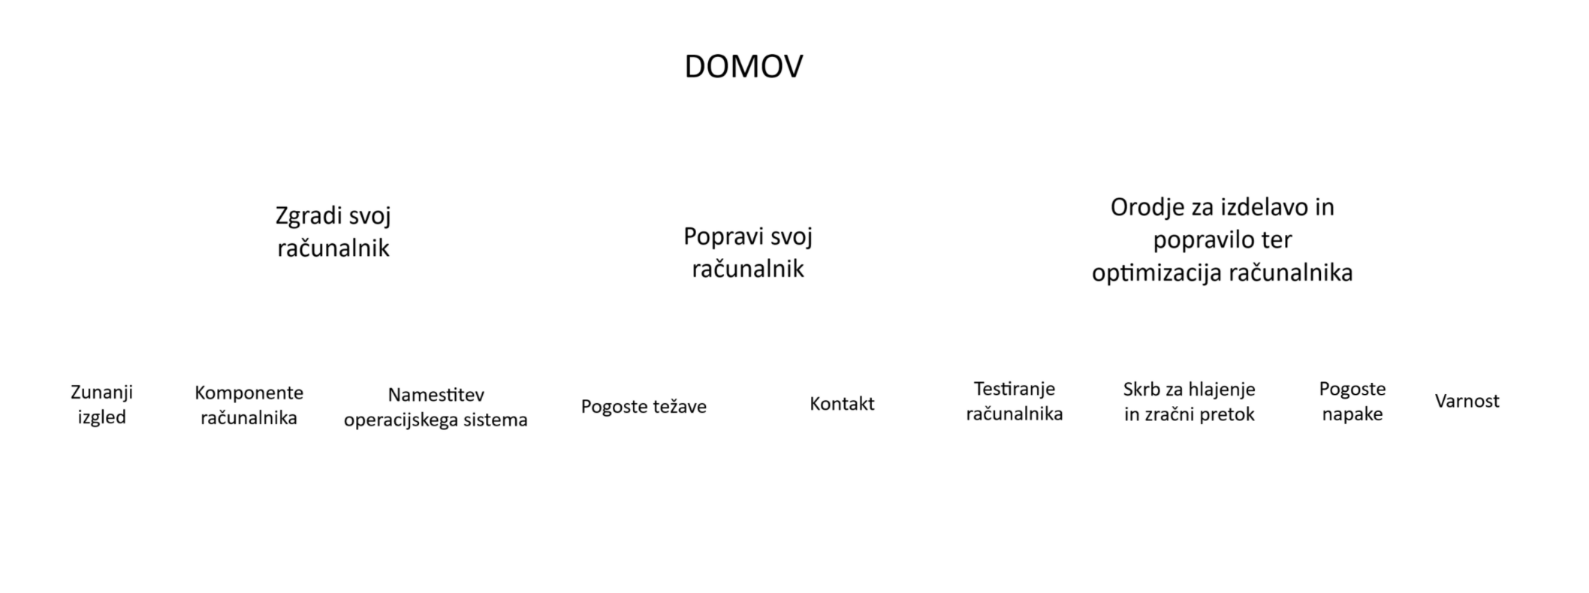 DOMOV
Zgradi svoj
računalnik
Popravi svoj
računalnik
Orodje za izdelavo in
popravilo ter
optimizacija računalnika
Zunanji
izgled
Komponente
računalnika
Namestitev
operacijskega sistema
Pogoste težave
Kontakt
Testiranje
računalnika
Skrb za hlajenje
in zračni pretok
Pogoste
napake
Varnost